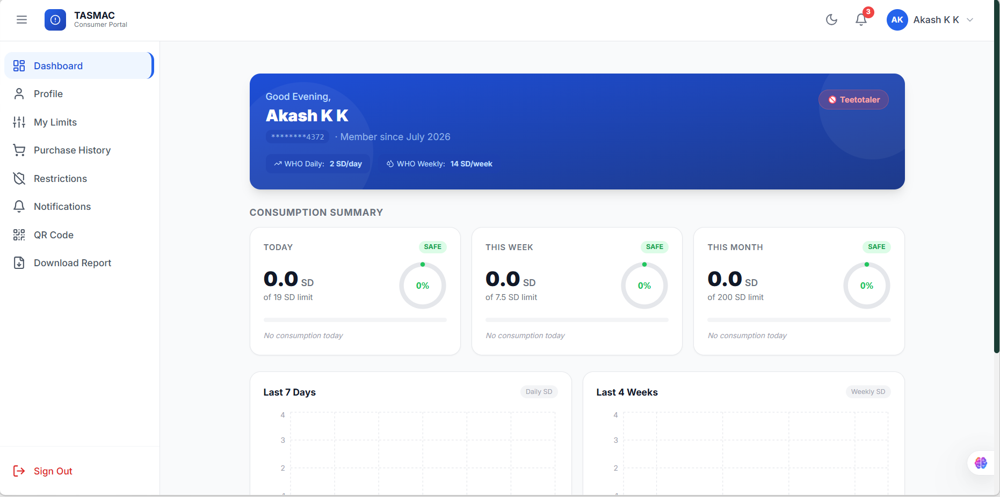 TASMAC
Consumer Portal
3
AK
Akash K K
Dashboard
Profile
My Limits
Purchase History
Restrictions
Notifications
QR Code
Download Report
Sign Out
Good Evening,
Akash K K
********4372 · Member since July 2026
WHO Daily: 2 SD/day
WHO Weekly: 14 SD/week
Teetotaler
CONSUMPTION SUMMARY
TODAY
SAFE
0.0 SD
of 19 SD limit
0%
No consumption today
THIS WEEK
SAFE
0.0 SD
of 7.5 SD limit
0%
No consumption today
THIS MONTH
SAFE
0.0 SD
of 200 SD limit
0%
No consumption today
Last 7 Days
Daily SD
4
3
2
Last 4 Weeks
Weekly SD
4
3
2